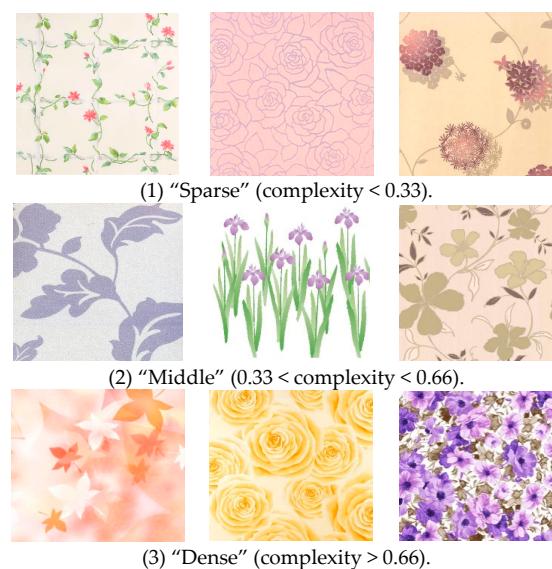 (1) “Sparse” (complexity < 0.33).
(2) “Middle” (0.33 < complexity < 0.66).
(3) “Dense” (complexity > 0.66).